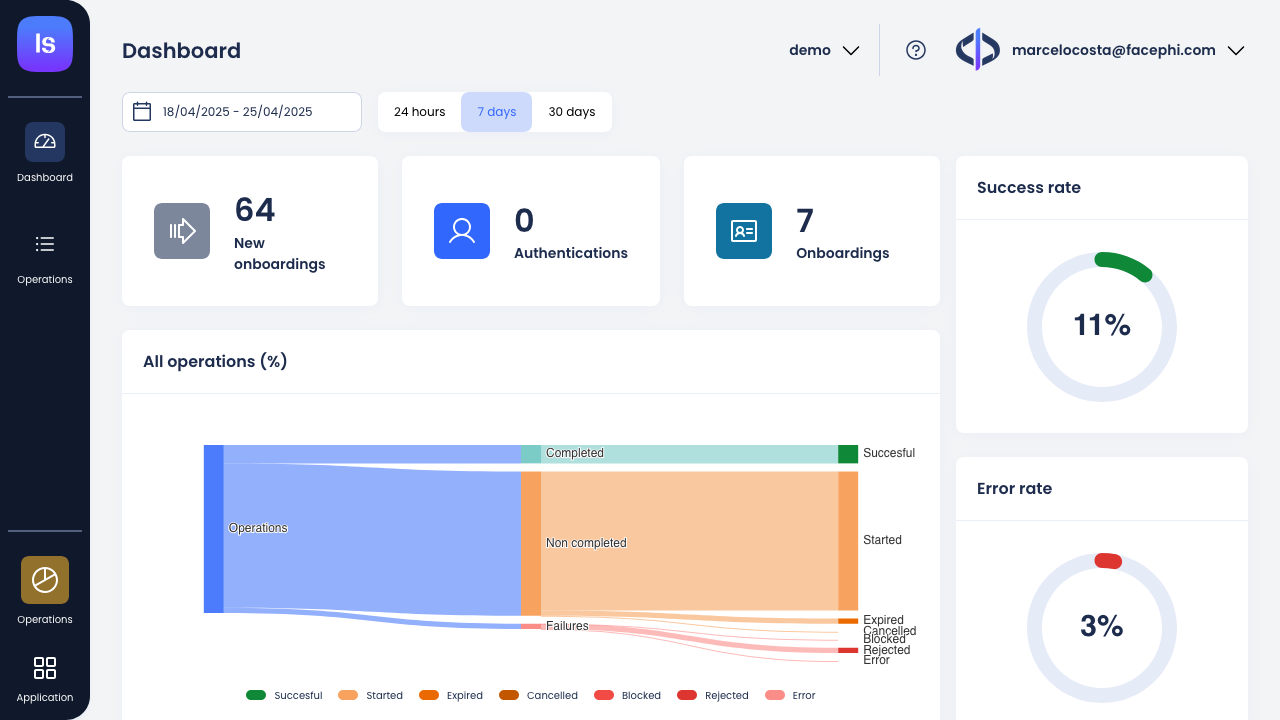 ls
Dashboard
Operations
Operations
Application
Dashboard
demo
marcelocosta@facephi.com
18/04/2025 - 25/04/2025
24 hours
7 days
30 days
64
New
onboardings
0
Authentications
7
Onboardings
Success rate
11%
All operations (%)
Operations
Completed
Non completed
Failures
Succesful
Started
Expired
Cancelled
Blocked
Rejected
Error
Succesful
Started
Expired
Cancelled
Blocked
Rejected
Error
Error rate
3%